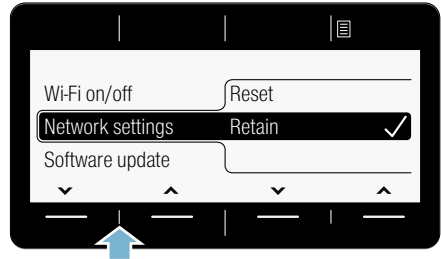 Wi-Fi on/off
Reset
Network settings
Retain
Software update